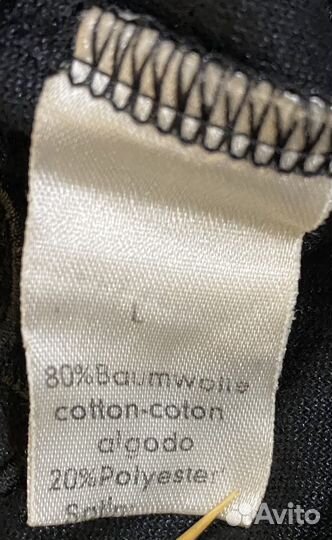 L
80%Baumwolle
cotton-coton
algodo
20%Polyester
Avito